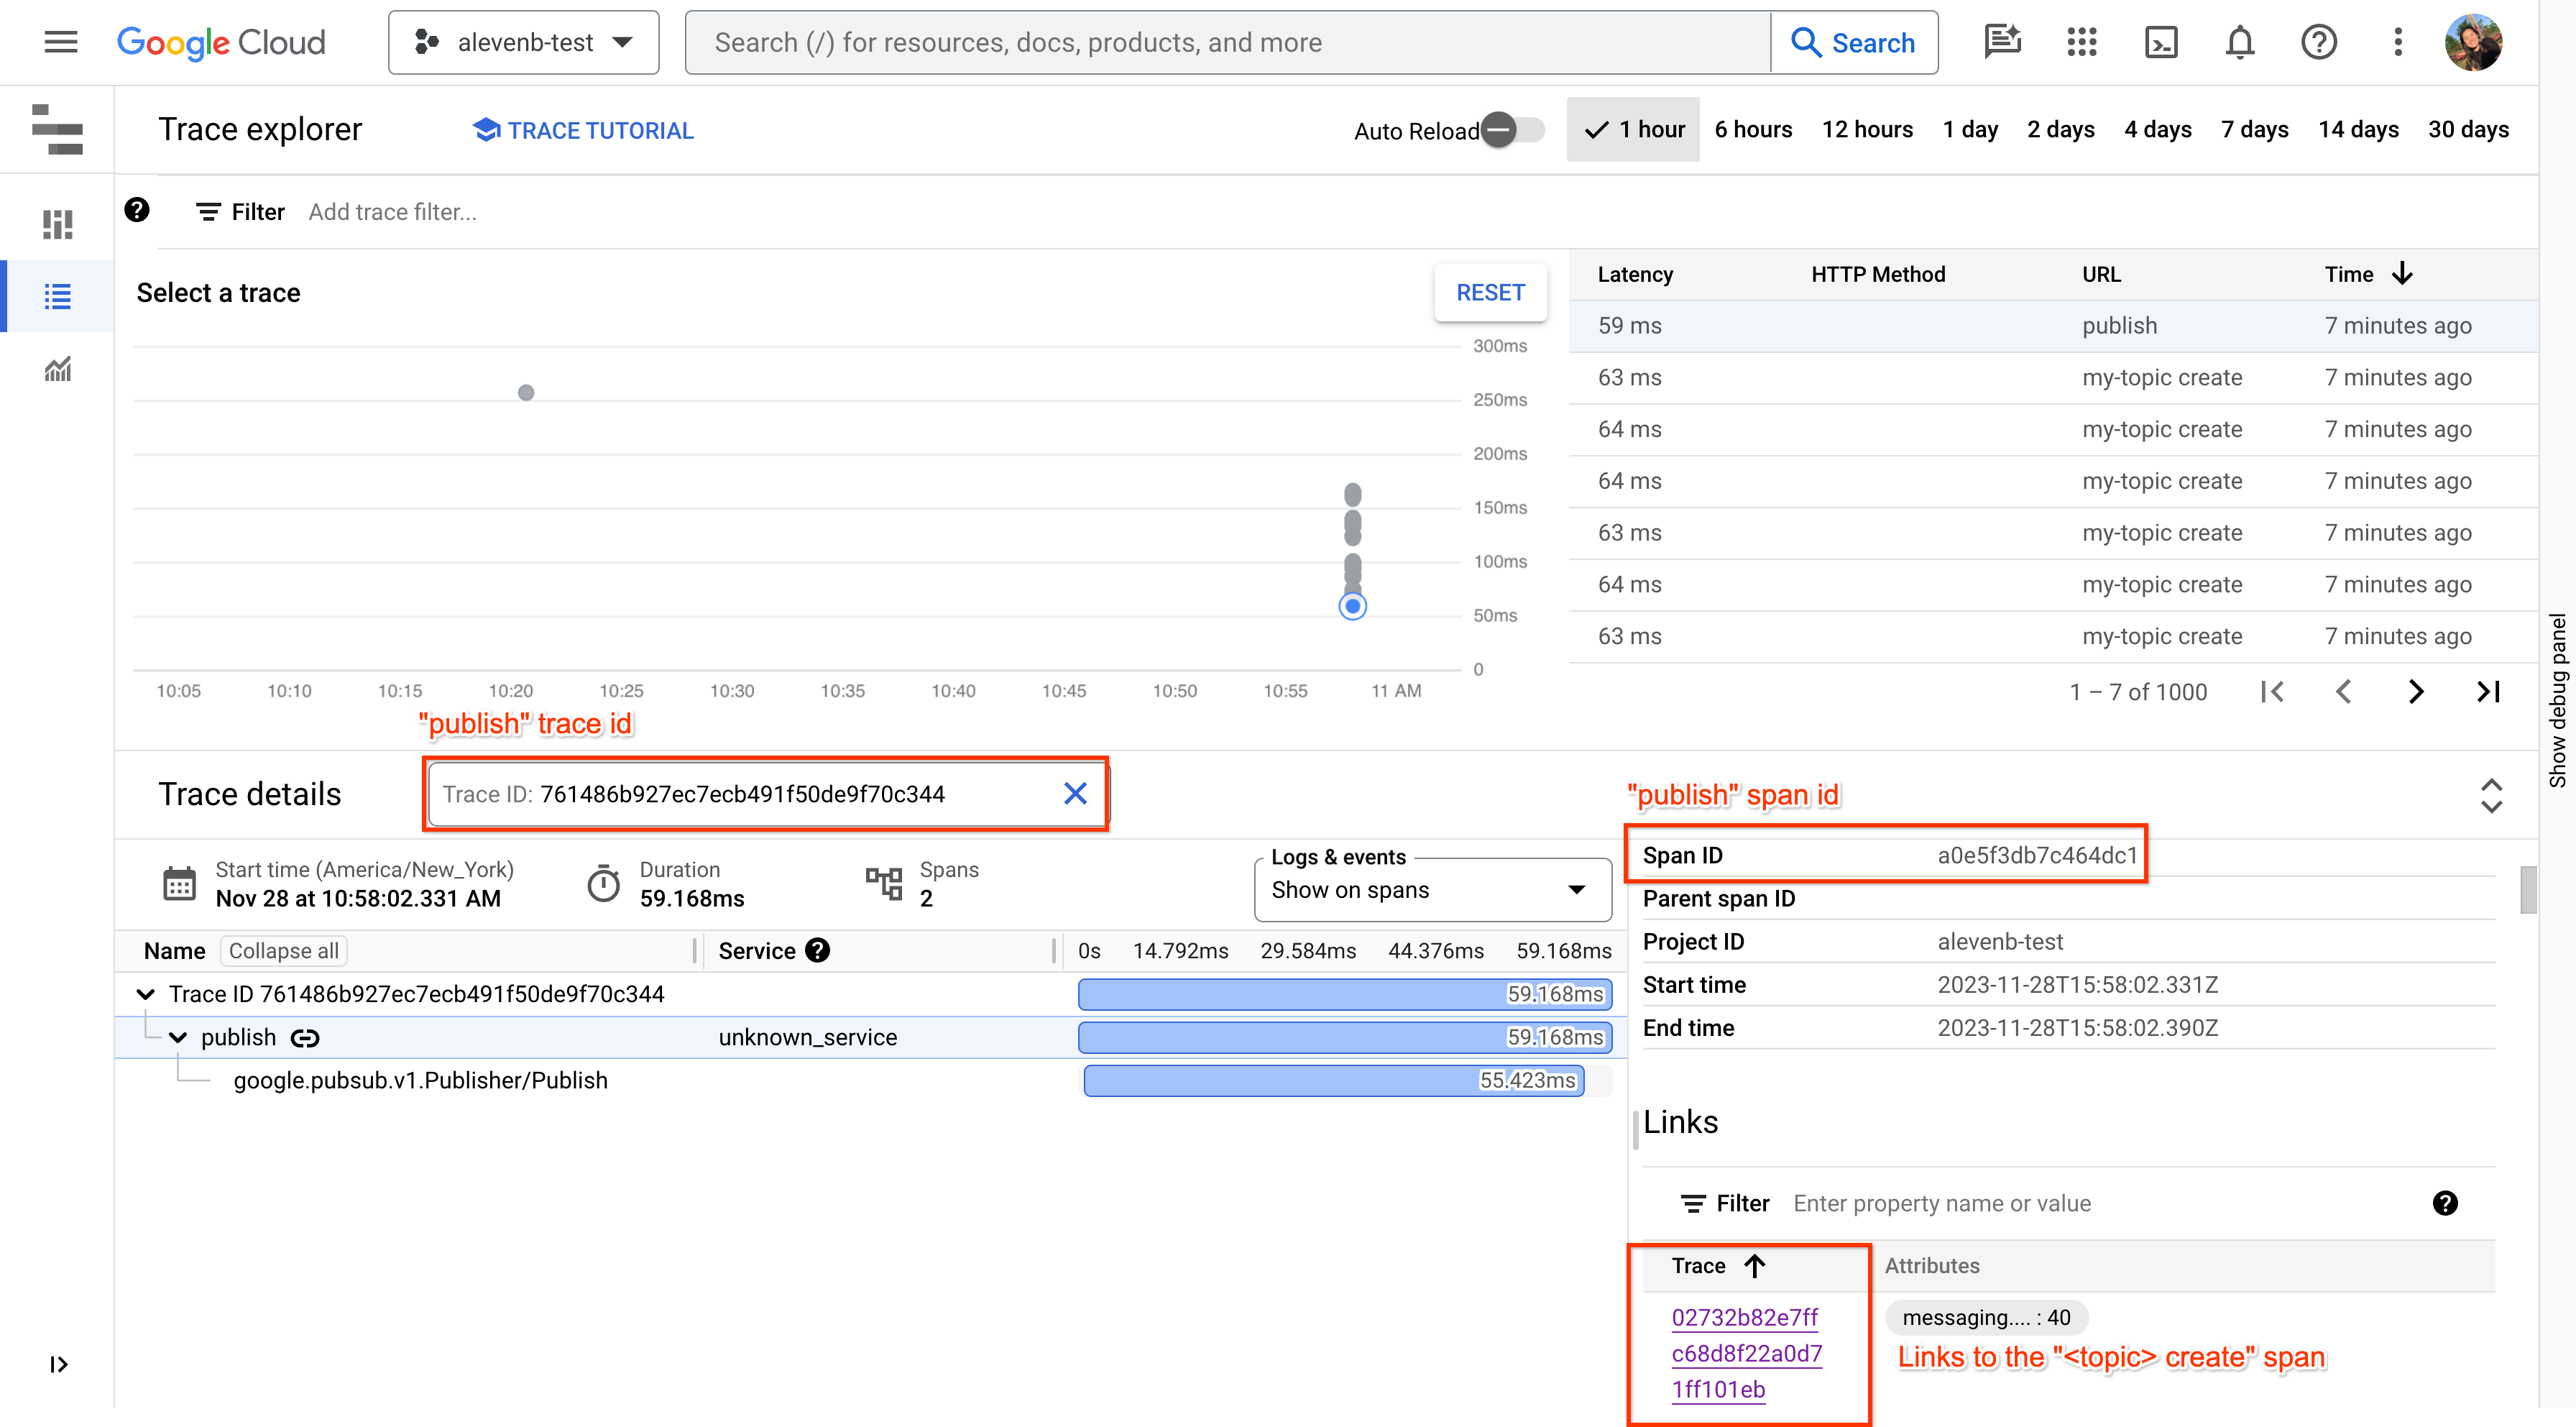 Google Cloud
alevenb-test
Search (/) for resources, docs, products, and more
Search
Trace explorer
TRACE TUTORIAL
Auto Reload
1 hour
6 hours
12 hours
1 day
2 days
4 days
7 days
14 days
30 days
Filter
Add trace filter...
Select a trace
RESET
300ms
250ms
200ms
150ms
100ms
50ms
0
10:05
10:10
10:15
10:20
10:25
10:30
10:35
10:40
10:45
10:50
10:55
11 AM
Latency HTTP Method URL Time
59 ms publish 7 minutes ago
63 ms my-topic create 7 minutes ago
64 ms my-topic create 7 minutes ago
64 ms my-topic create 7 minutes ago
63 ms my-topic create 7 minutes ago
64 ms my-topic create 7 minutes ago
63 ms my-topic create 7 minutes ago
1 – 7 of 1000
Show debug panel
"publish" trace id
Trace details
Trace ID: 761486b927ec7ecb491f50de9f70c344
Start time (America/New_York)
Nov 28 at 10:58:02.331 AM
Duration
59.168ms
Spans
2
Logs & events
Show on spans
Name Collapse all Service 0s 14.792ms 29.584ms 44.376ms 59.168ms
Trace ID 761486b927ec7ecb491f50de9f70c344 59.168ms
publish unknown_service 59.168ms
google.pubsub.v1.Publisher/Publish 55.423ms
"publish" span id
Span ID a0e5f3db7c464dc1
Parent span ID
Project ID alevenb-test
Start time 2023-11-28T15:58:02.331Z
End time 2023-11-28T15:58:02.390Z
Links
Filter Enter property name or value
Trace Attributes
02732b82e7ff
c68d8f22a0d7
1ff101eb
messaging.... : 40
Links to the "<topic> create" span